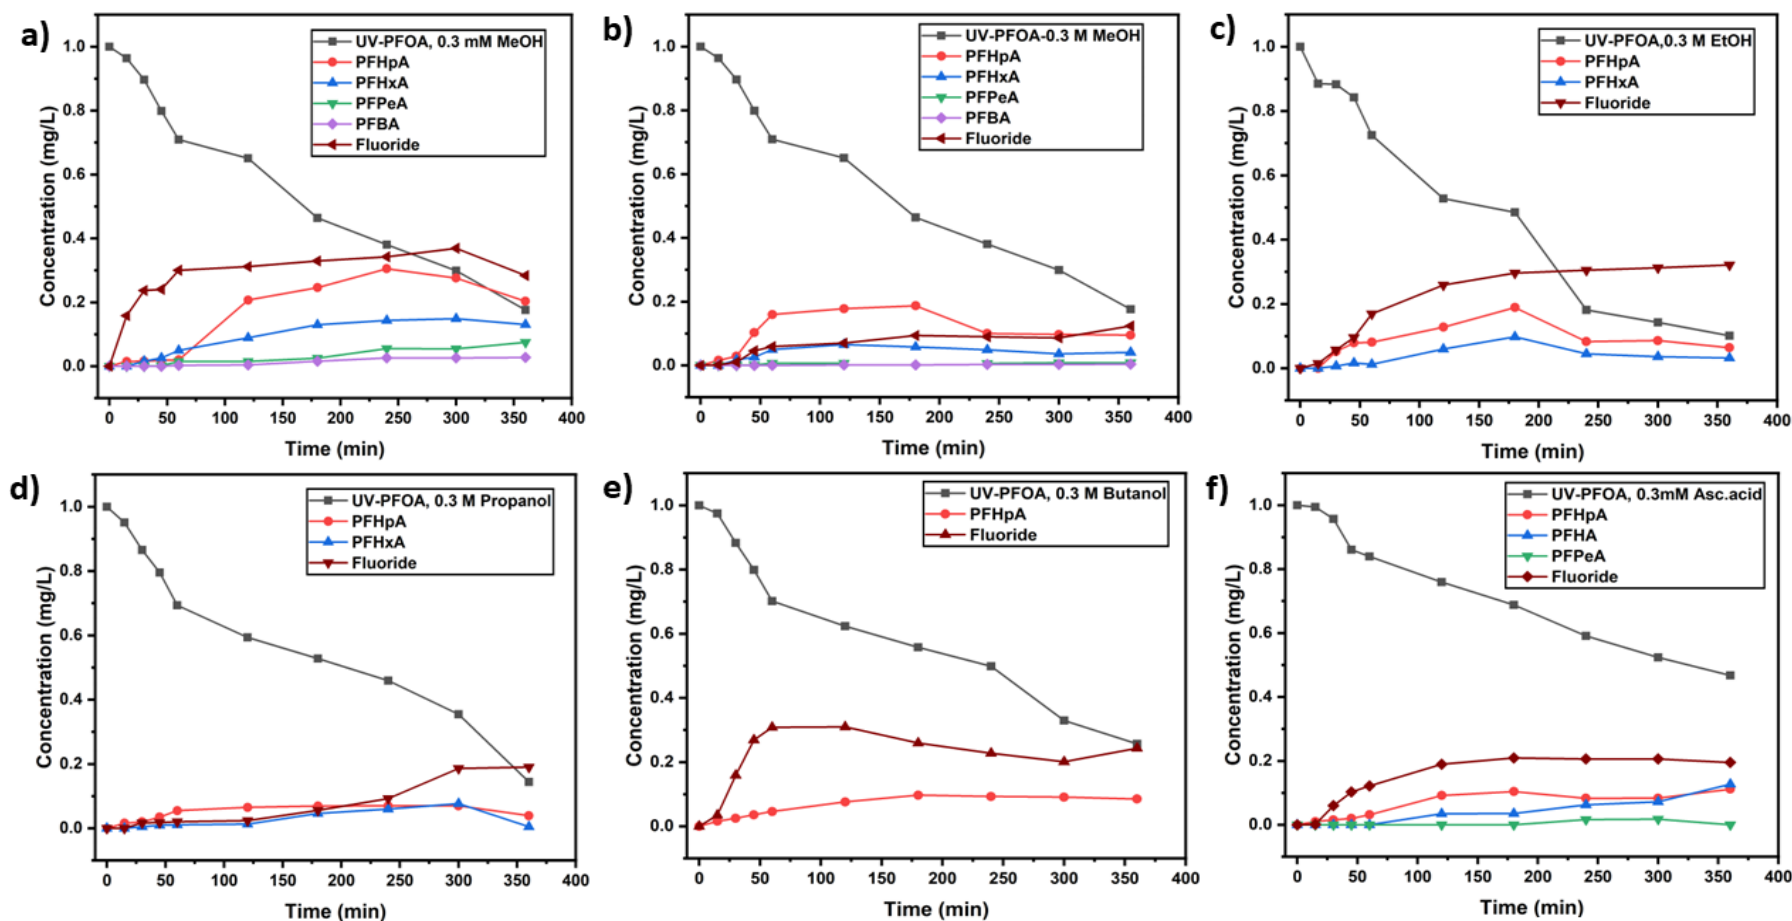 a)
UV-PFOA, 0.3 mM MeOH
PFHpA
PFHxA
PFPeA
PFBA
Fluoride
Concentration (mg/L)
1.0
0.8
0.6
0.4
0.2
0.0
0 50 100 150 200 250 300 350 400
Time (min)
b)
UV-PFOA-0.3 M MeOH
PFHpA
PFHxA
PFPeA
PFBA
Fluoride
Concentration (mg/L)
1.0
0.8
0.6
0.4
0.2
0.0
0 50 100 150 200 250 300 350 400
Time (min)
c)
UV-PFOA,0.3 M EtOH
PFHpA
PFHxA
Fluoride
Concentration (mg/L)
1.0
0.8
0.6
0.4
0.2
0.0
0 50 100 150 200 250 300 350 400
Time (min)
d)
UV-PFOA, 0.3 M Propanol
PFHpA
PFHxA
Fluoride
Concentration (mg/L)
1.0
0.8
0.6
0.4
0.2
0.0
0 50 100 150 200 250 300 350 400
Time (min)
e)
UV-PFOA, 0.3 M Butanol
PFHpA
Fluoride
Concentration (mg/L)
1.0
0.8
0.6
0.4
0.2
0.0
0 50 100 150 200 250 300 350 400
Time (min)
f)
UV-PFOA, 0.3mM Asc.acid
PFHpA
PFHA
PFPeA
Fluoride
Concentration (mg/L)
1.0
0.8
0.6
0.4
0.2
0.0
0 50 100 150 200 250 300 350 400
Time (min)